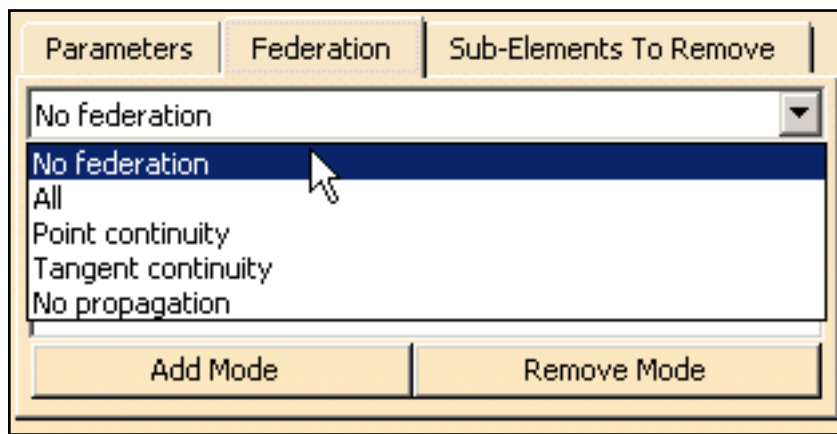 Parameters Federation Sub-Elements To Remove
No federation
No federation
All
Point continuity
Tangent continuity
No propagation
Add Mode Remove Mode